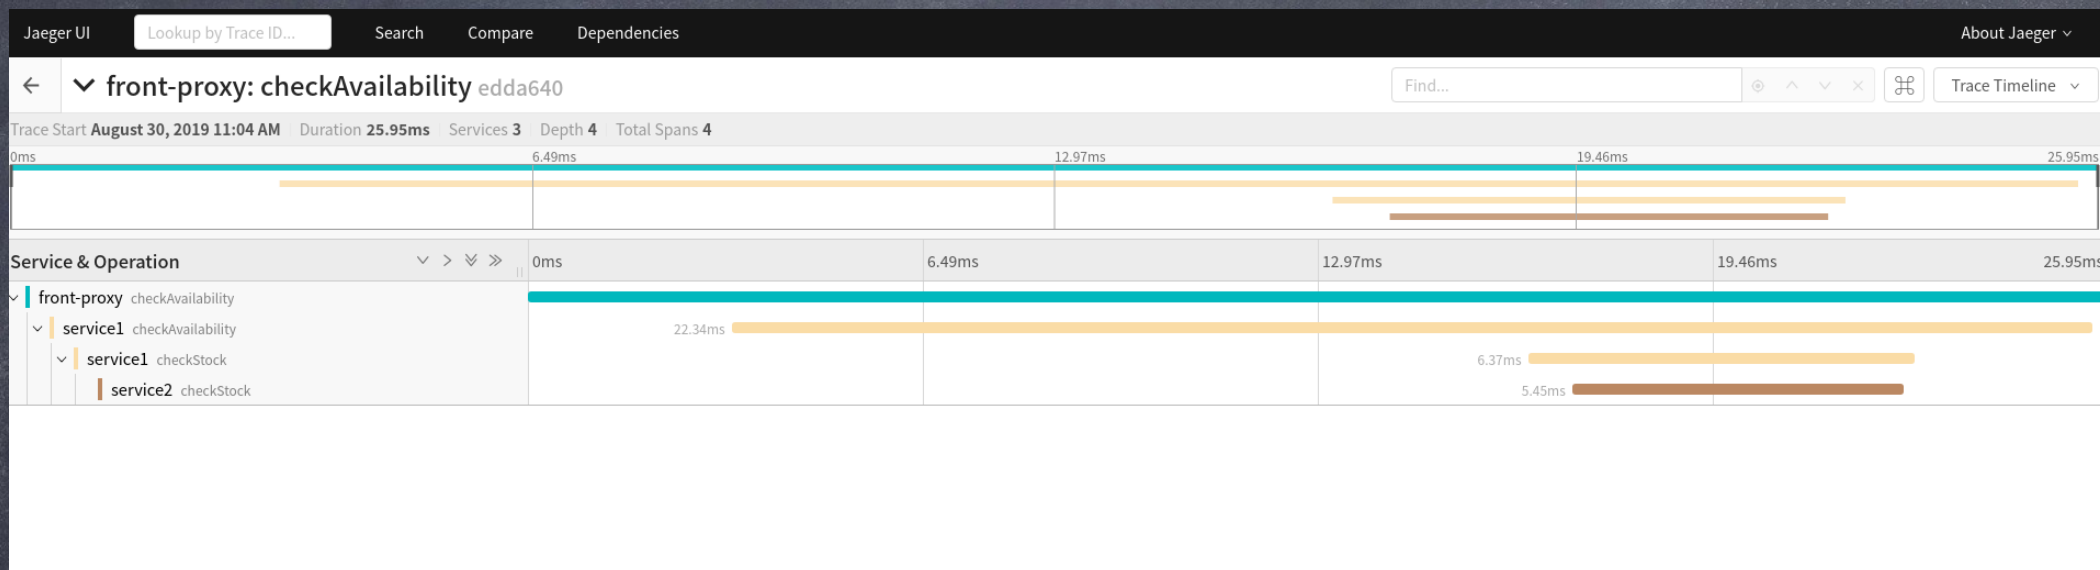 Jaeger UI Lookup by Trace ID... Search Compare Dependencies About Jaeger
front-proxy: checkAvailability edda640 Find... ⌘ Trace Timeline
Trace Start August 30, 2019 11:04 AM Duration 25.95ms Services 3 Depth 4 Total Spans 4
0ms 6.49ms 12.97ms 19.46ms 25.95ms
Service & Operation 0ms 6.49ms 12.97ms 19.46ms 25.95ms
front-proxy checkAvailability
service1 checkAvailability 22.34ms
service1 checkStock 6.37ms
service2 checkStock 5.45ms